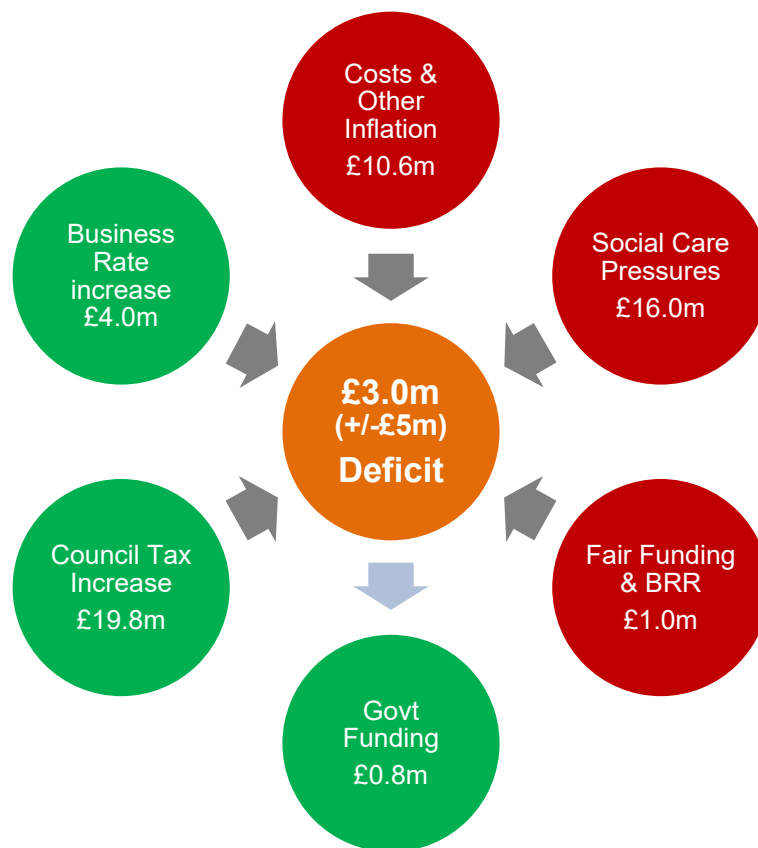 Costs &
Other
Inflation
£10.6m
Business
Rate
increase
£4.0m
Social Care
Pressures
£16.0m
£3.0m
(+/-£5m)
Deficit
Council Tax
Increase
£19.8m
Fair Funding
& BRR
£1.0m
Govt
Funding
£0.8m